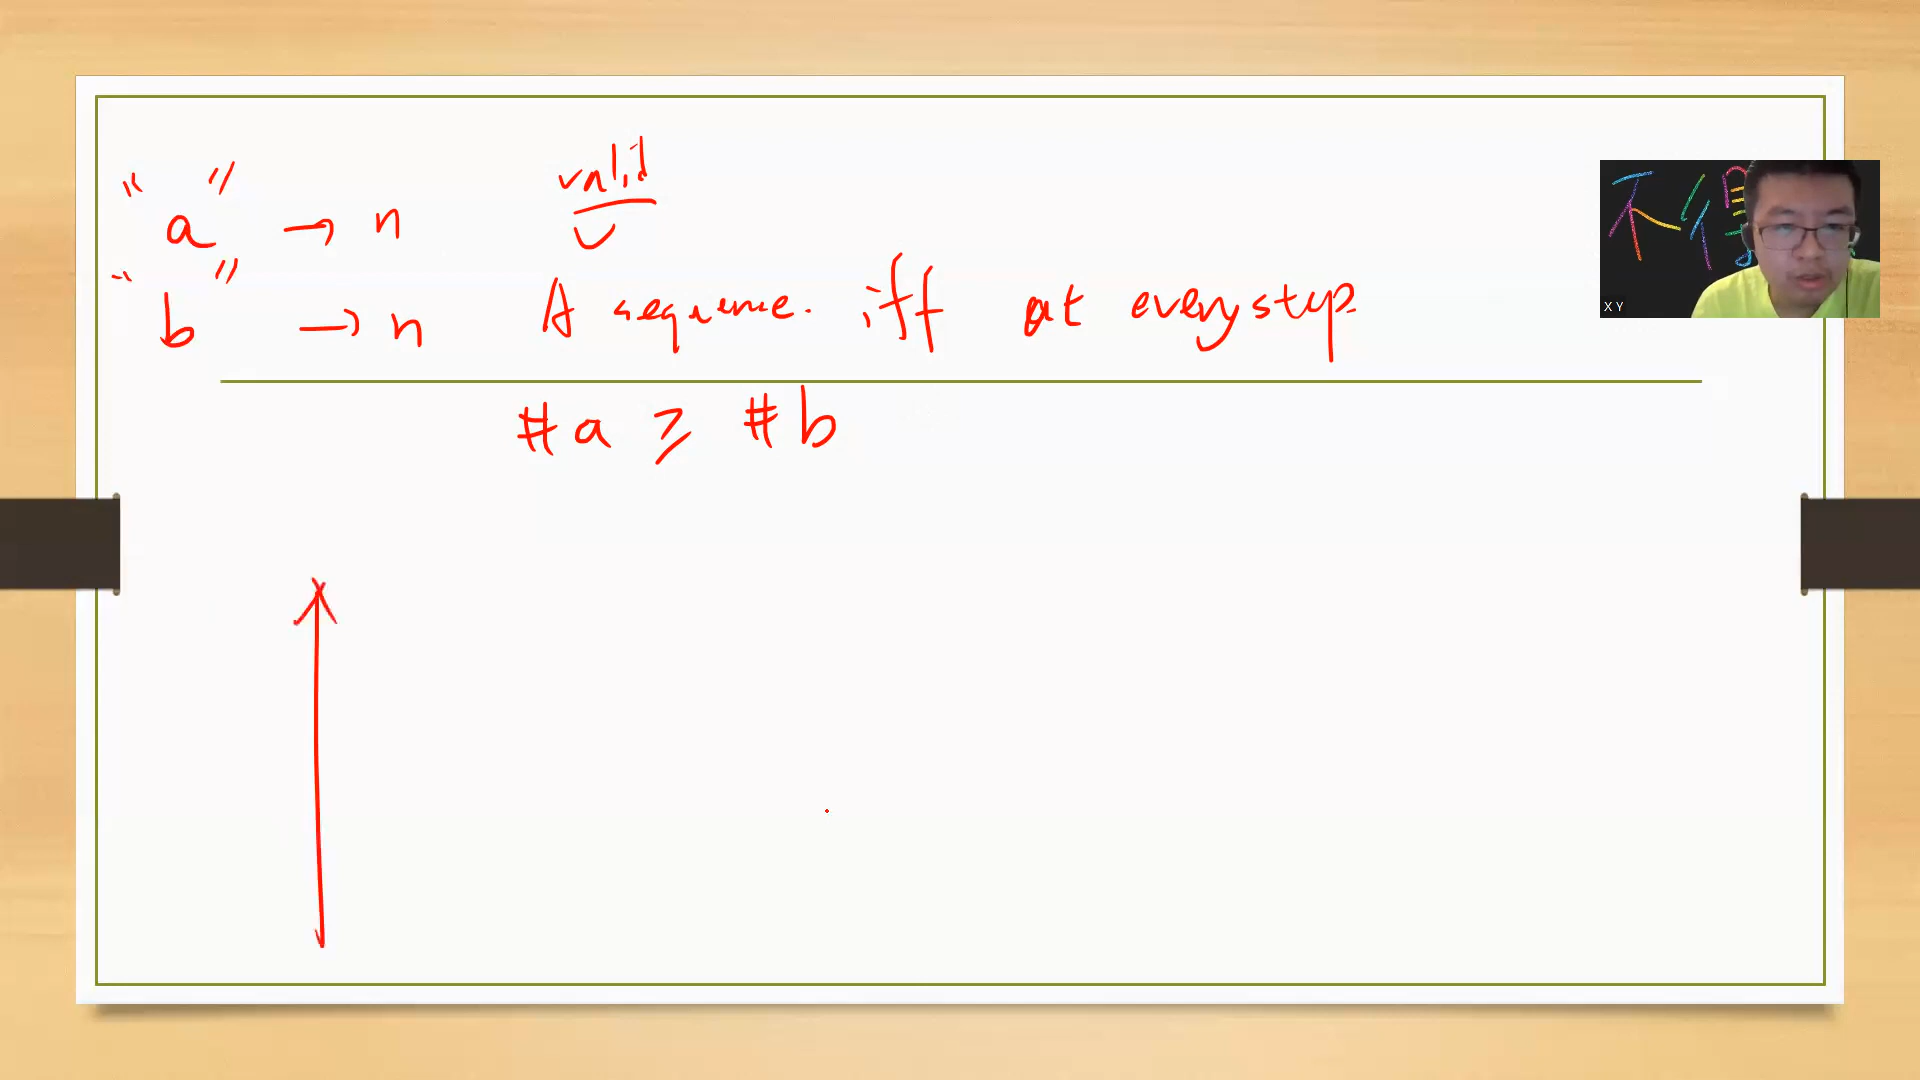 valid
"a" → n
"b" → n A sequence. iff at every step
#a ≥ #b
不得
X Y